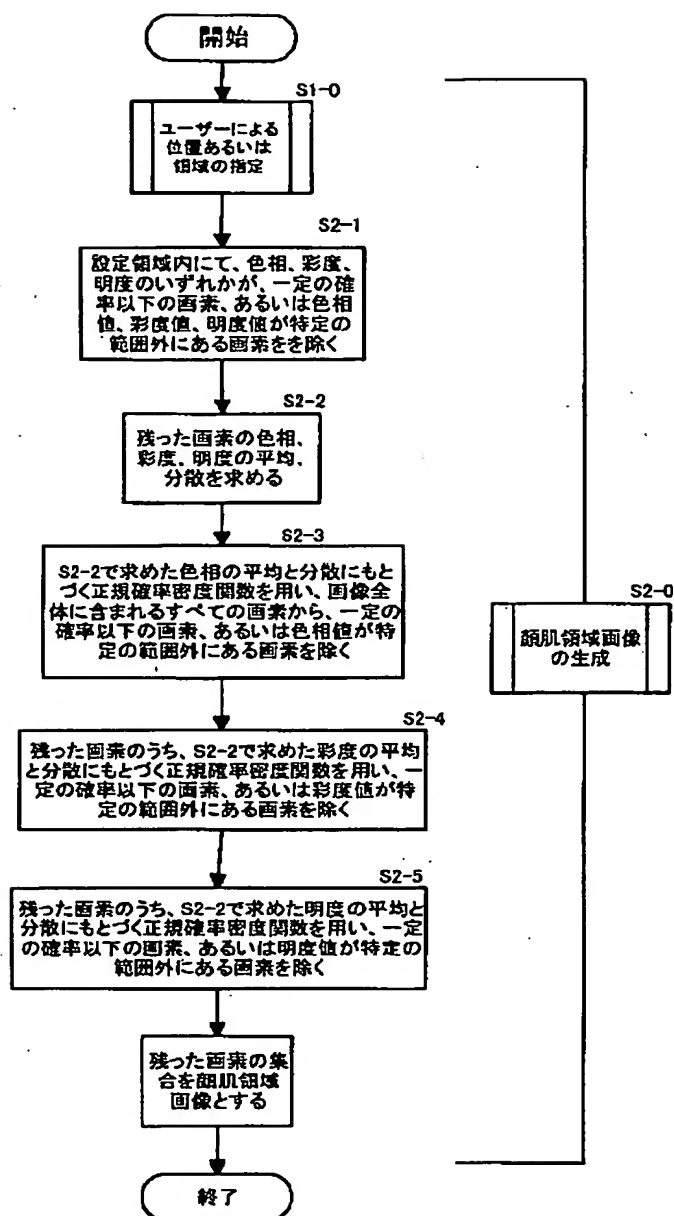 開始
S1-0
ユーザーによる
位置あるいは
領域の指定
S2-1
設定領域内にて、色相、彩度、
明度のいずれかが、一定の確
率以下の画素、あるいは色相
値、彩度値、明度値が特定の
範囲外にある画素をを除く
S2-2
残った画素の色相、
彩度、明度の平均、
分散を求める
S2-3
S2-2で求めた色相の平均と分散にもと
づく正規確率密度関数を用い、画像全
体に含まれるすべての画素から、一定の
確率以下の画素、あるいは色相値が特
定の範囲外にある画素を除く
S2-0
顔肌領域画像
の生成
S2-4
残った画素のうち、S2-2で求めた彩度の平均
と分散にもとづく正規確率密度関数を用い、一
定の確率以下の画素、あるいは彩度値が特
定の範囲外にある画素を除く
S2-5
残った画素のうち、S2-2で求めた明度の平均と
分散にもとづく正規確率密度関数を用い、一定
の確率以下の画素、あるいは明度値が特定の
範囲外にある画素を除く
残った画素の集
合を顔肌領域
画像とする
終了